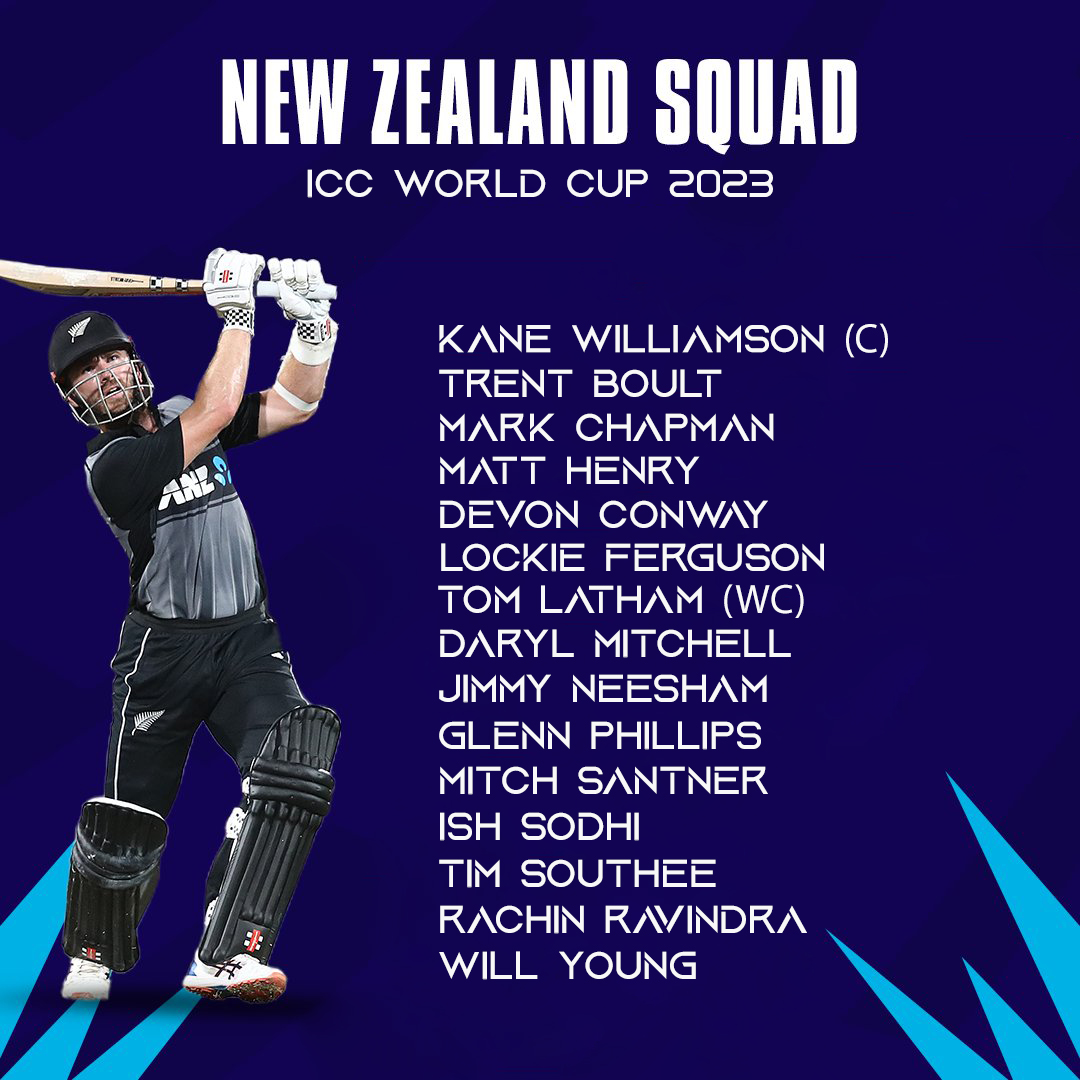 NEW ZEALAND SQUAD
ICC WORLD CUP 2023
KANE WILLIAMSON (C)
TRENT BOULT
MARK CHAPMAN
MATT HENRY
DEVON CONWAY
LOCKIE FERGUSON
TOM LATHAM (WC)
DARYL MITCHELL
JIMMY NEESHAM
GLENN PHILLIPS
MITCH SANTNER
ISH SODHI
TIM SOUTHEE
RACHIN RAVINDRA
WILL YOUNG
ANZ